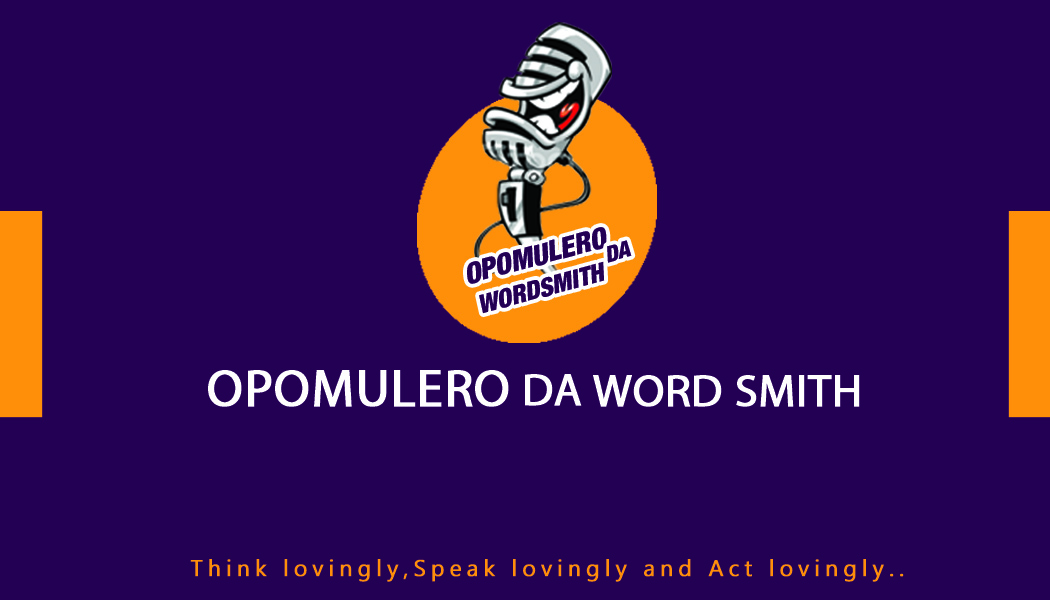 OPOMULERO DA
WORDSMITH
OPOMULERO DA WORD SMITH
Think lovingly,Speak lovingly and Act lovingly..